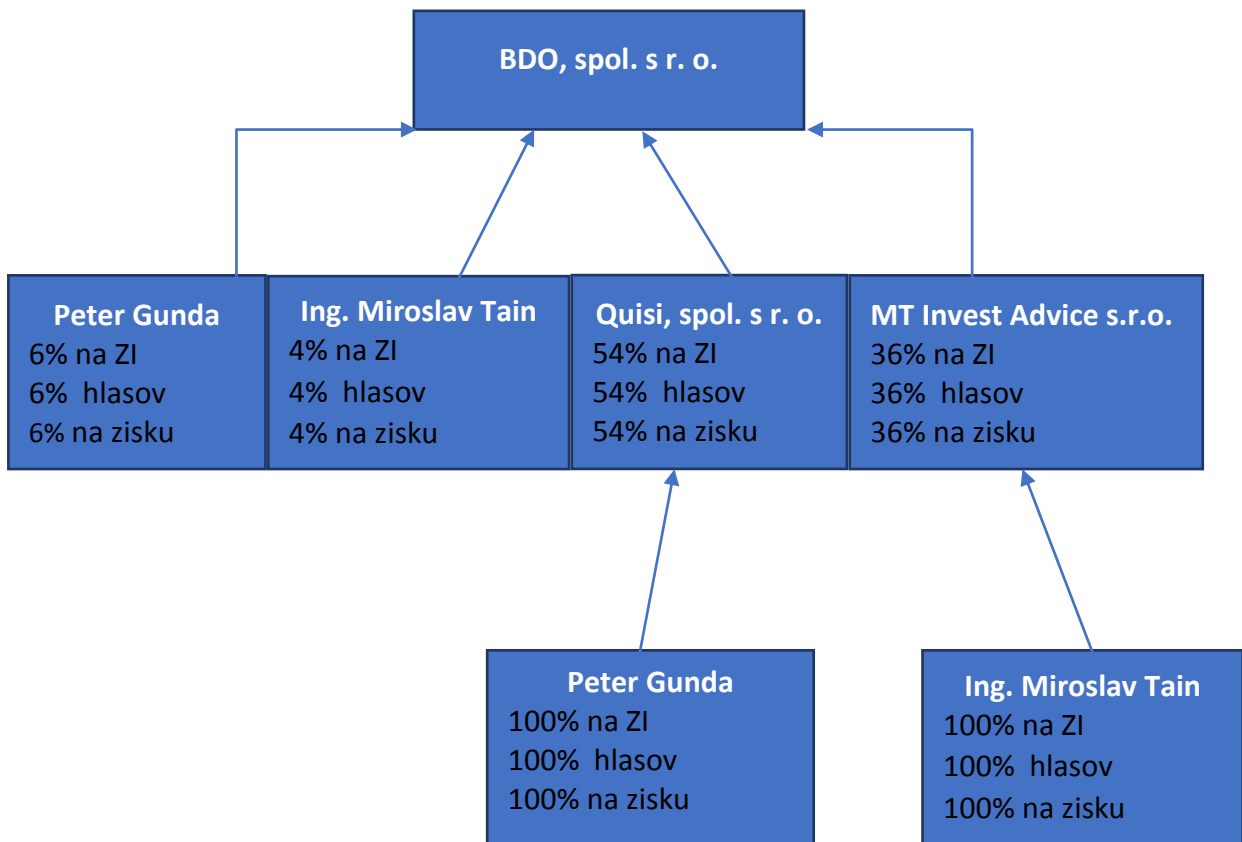 BDO, spol. s r. o.
Peter Gunda
6% na ZI
6%  hlasov
6% na zisku
Ing. Miroslav Tain
4% na ZI
4%  hlasov
4% na zisku
Quisi, spol. s r. o.
54% na ZI
54%  hlasov
54% na zisku
MT Invest Advice s.r.o.
36% na ZI
36%  hlasov
36% na zisku
Peter Gunda
100% na ZI
100%  hlasov
100% na zisku
Ing. Miroslav Tain
100% na ZI
100%  hlasov
100% na zisku